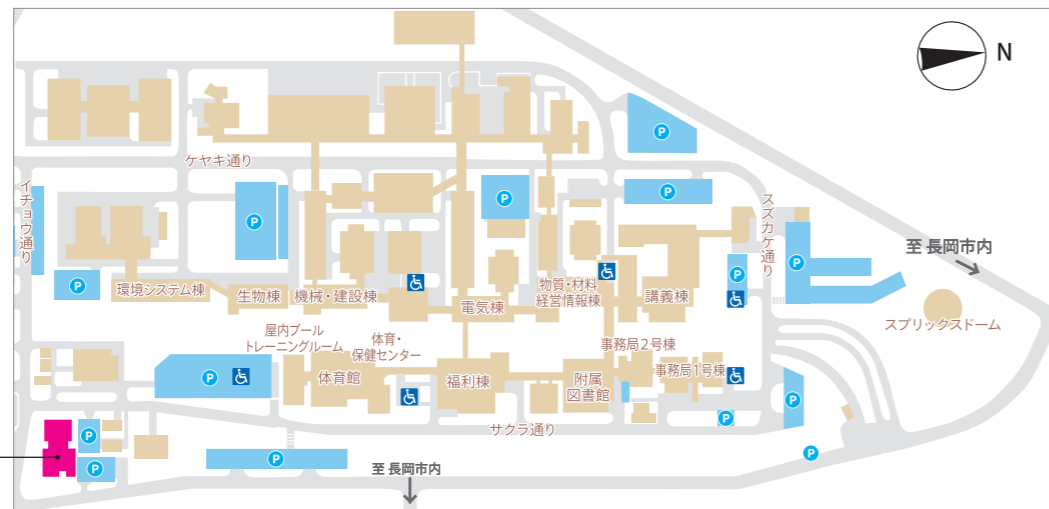 N
ケヤキ通り
イチョウ通り
スズカケ通り
至 長岡市内
環境システム棟
生物棟
機械・建設棟
電気棟
物質・材料
経営情報棟
講義棟
スプリックスドーム
屋内プール
トレーニングルーム
体育・
保健センター
体育館
福利棟
附属
図書館
事務局2号棟
事務局1号棟
サクラ通り
至 長岡市内
P
P
P
P
P
P
P
P
P
P
P
P
P
P